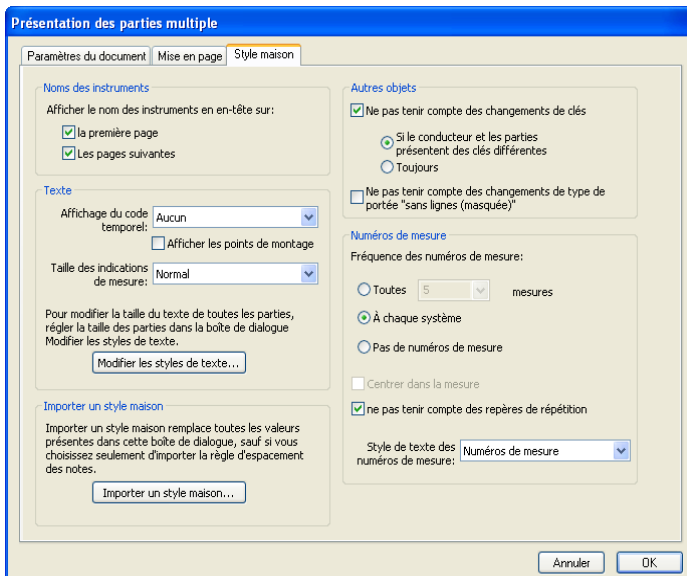 Présentation des parties multiple
Paramètres du document
Mise en page
Style maison
Noms des instruments
Afficher le nom des instruments en en-tête sur:
la première page
Les pages suivantes
Texte
Affichage du code
temporel:
Aucun
Afficher les points de montage
Taille des indications
de mesure:
Normal
Pour modifier la taille du texte de toutes les parties,
régler la taille des parties dans la boîte de dialogue
Modifier les styles de texte.
Modifier les styles de texte...
Importer un style maison
Importer un style maison remplace toutes les valeurs
présentes dans cette boîte de dialogue, sauf si vous
choisissez seulement d'importer la règle d'espacement
des notes.
Importer un style maison...
Autres objets
Ne pas tenir compte des changements de clés
Si le conducteur et les parties
présentent des clés différentes
Toujours
Ne pas tenir compte des changements de type de
portée "sans lignes (masquée)"
Numéros de mesure
Fréquence des numéros de mesure:
Toutes 5 mesures
À chaque système
Pas de numéros de mesure
Centrer dans la mesure
ne pas tenir compte des repères de répétition
Style de texte des
numéros de mesure:
Numéros de mesure
Annuler
OK